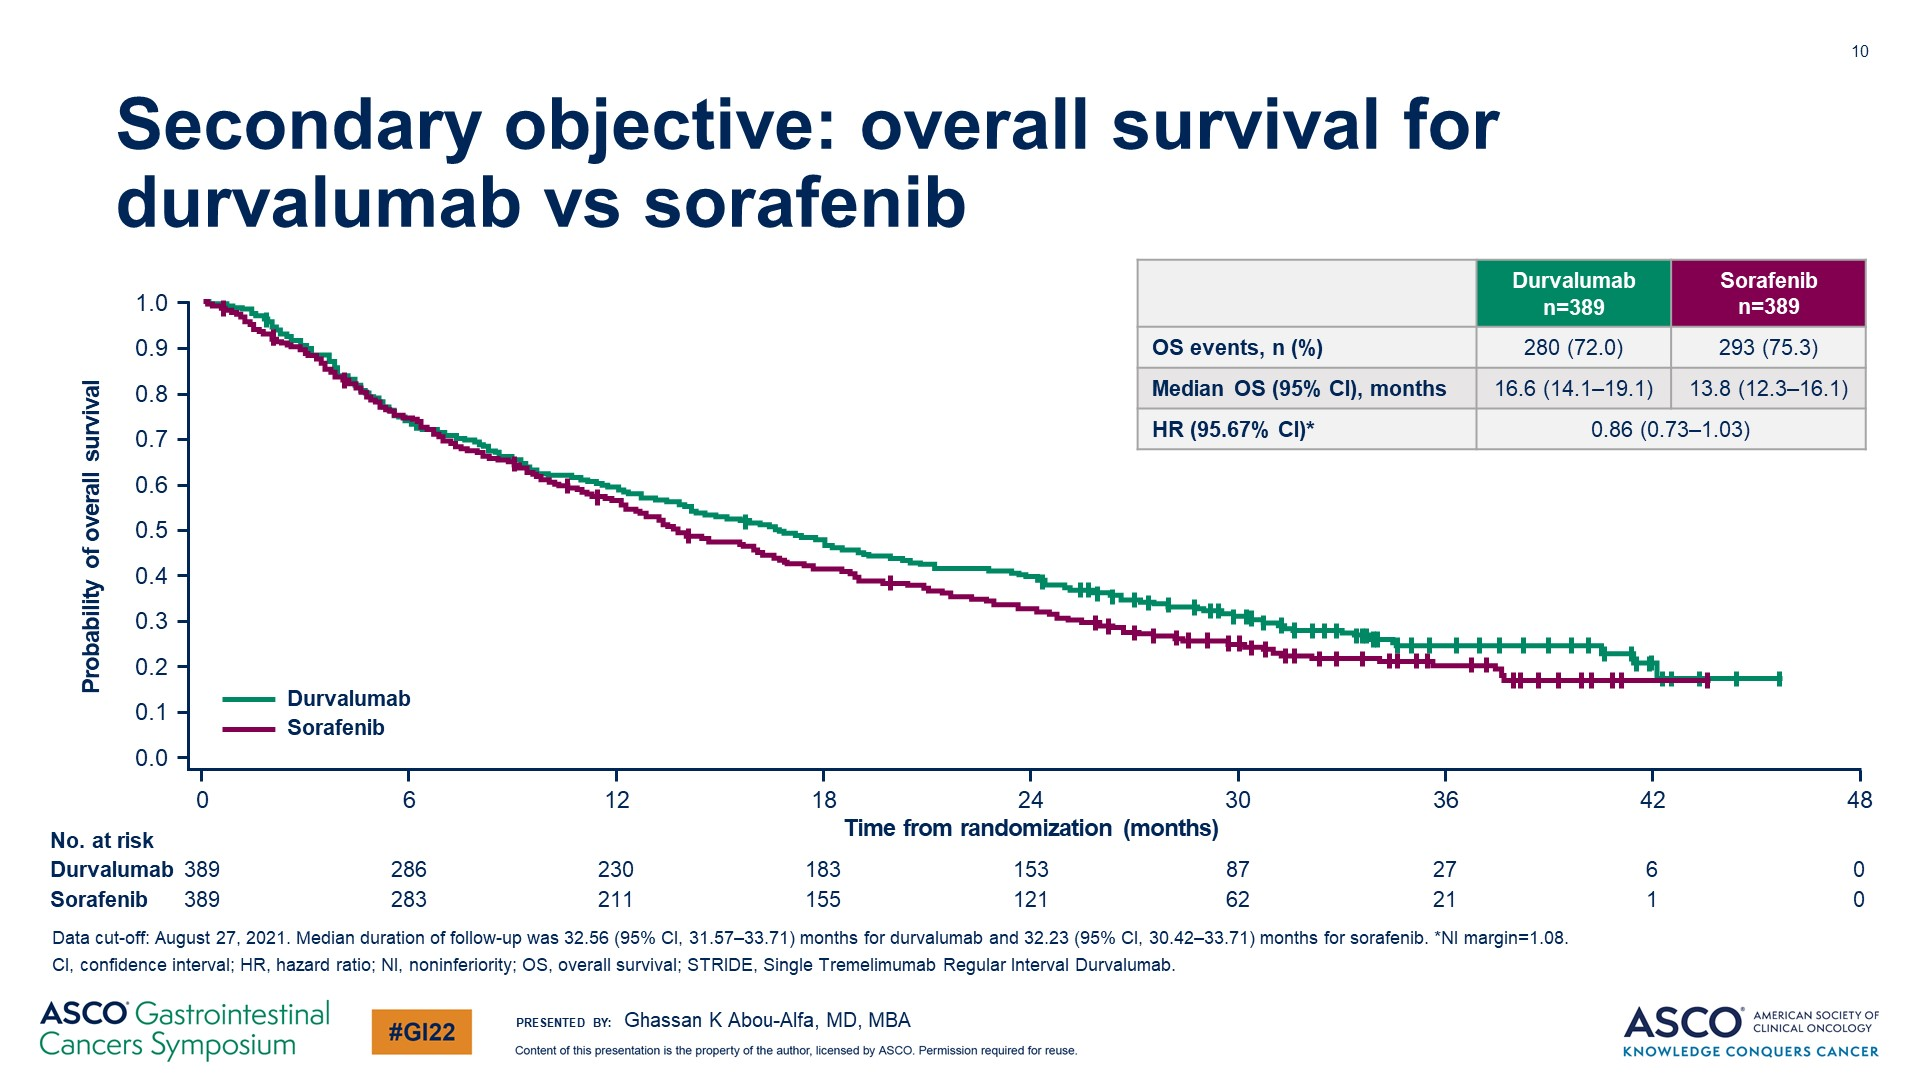 10
Secondary objective: overall survival for
durvalumab vs sorafenib
Durvalumab
n=389
Sorafenib
n=389
OS events, n (%) 280 (72.0) 293 (75.3)
Median OS (95% CI), months 16.6 (14.1–19.1) 13.8 (12.3–16.1)
HR (95.67% CI)* 0.86 (0.73–1.03)
Probability of overall survival
1.0
0.9
0.8
0.7
0.6
0.5
0.4
0.3
0.2
0.1
0.0
Durvalumab
Sorafenib
0 6 12 18 24 30 36 42 48
Time from randomization (months)
No. at risk
Durvalumab 389 286 230 183 153 87 27 6 0
Sorafenib 389 283 211 155 121 62 21 1 0
Data cut-off: August 27, 2021. Median duration of follow-up was 32.56 (95% CI, 31.57–33.71) months for durvalumab and 32.23 (95% CI, 30.42–33.71) months for sorafenib. *NI margin=1.08.
CI, confidence interval; HR, hazard ratio; NI, noninferiority; OS, overall survival; STRIDE, Single Tremelimumab Regular Interval Durvalumab.
ASCO Gastrointestinal
Cancers Symposium
#GI22
PRESENTED BY: Ghassan K Abou-Alfa, MD, MBA
Content of this presentation is the property of the author, licensed by ASCO. Permission required for reuse.
ASCO AMERICAN SOCIETY OF
CLINICAL ONCOLOGY
KNOWLEDGE CONQUERS CANCER